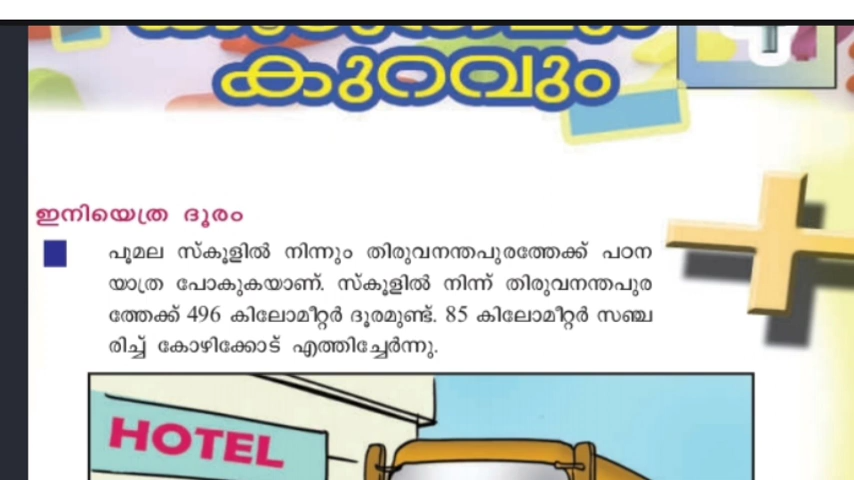 കുറവും
ഇനിയെത്ര ദൂരം
പൂമല സ്കൂളിൽ നിന്നും തിരുവനന്തപുരത്തേക്ക് പഠന
യാത്ര പോകുകയാണ്. സ്കൂളിൽ നിന്ന് തിരുവനന്തപുര
ത്തേക്ക് 496 കിലോമീറ്റർ ദൂരമുണ്ട്. 85 കിലോമീറ്റർ സഞ്ച
രിച്ച് കോഴിക്കോട് എത്തിച്ചേർന്നു.
HOTEL